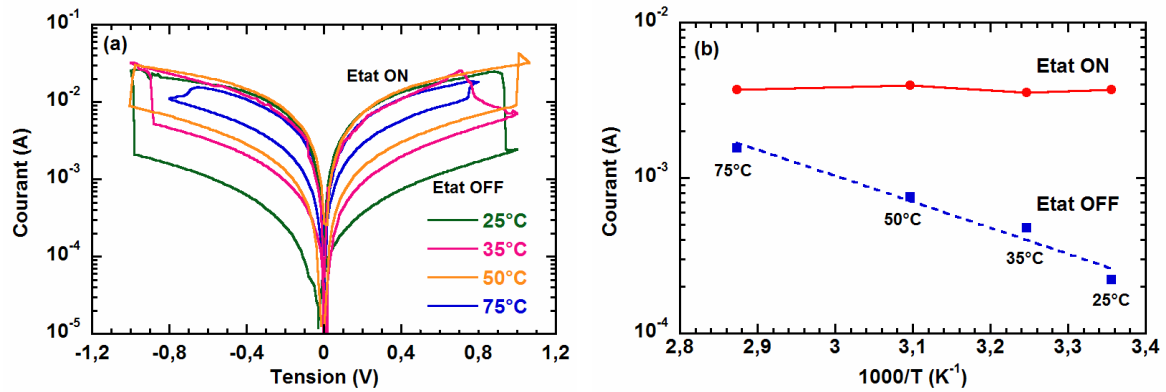 (a)
Etat ON
Etat OFF
25°C
35°C
50°C
75°C
10⁻¹
10⁻²
10⁻³
10⁻⁴
10⁻⁵
Courant (A)
-1,2 -0,8 -0,4 0 0,4 0,8 1,2
Tension (V)
(b)
Etat ON
Etat OFF
75°C
50°C
35°C
25°C
10⁻²
10⁻³
10⁻⁴
Courant (A)
2,8 2,9 3 3,1 3,2 3,3 3,4
1000/T (K⁻¹)